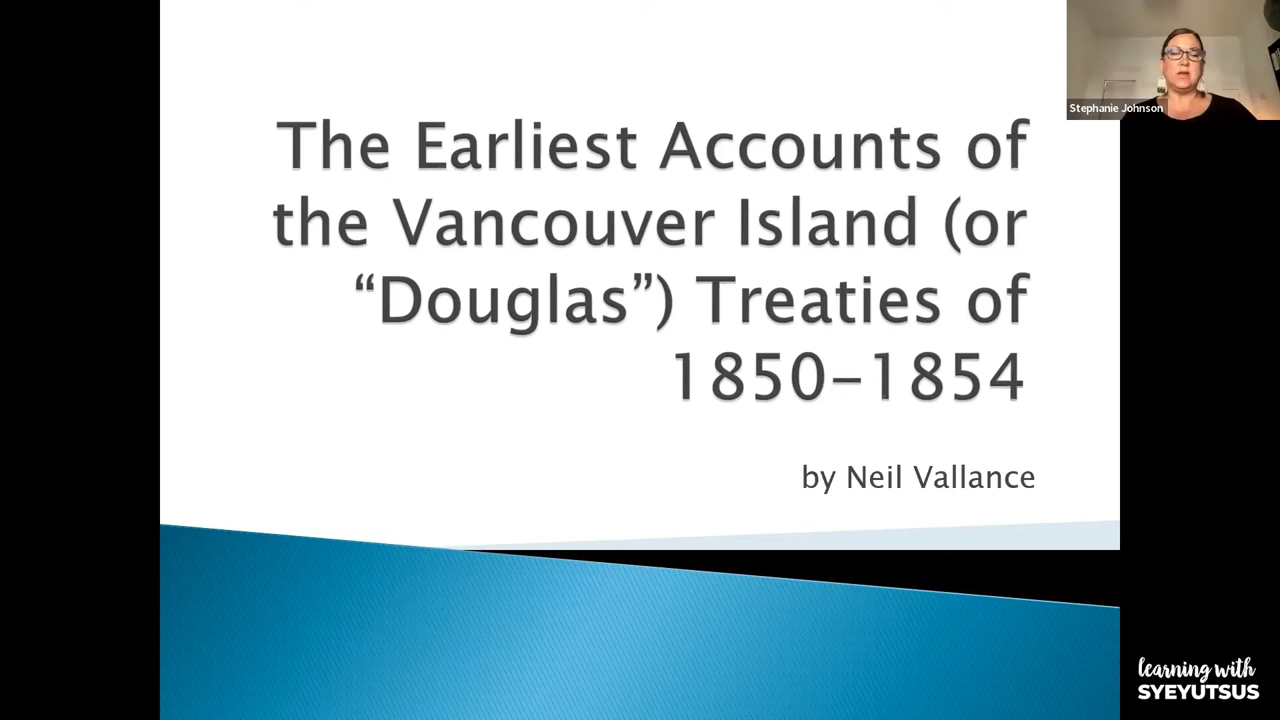 Stephanie Johnson
The Earliest Accounts of
the Vancouver Island (or
“Douglas”) Treaties of
1850-1854
by Neil Vallance
learning with
SYEYUTSUS